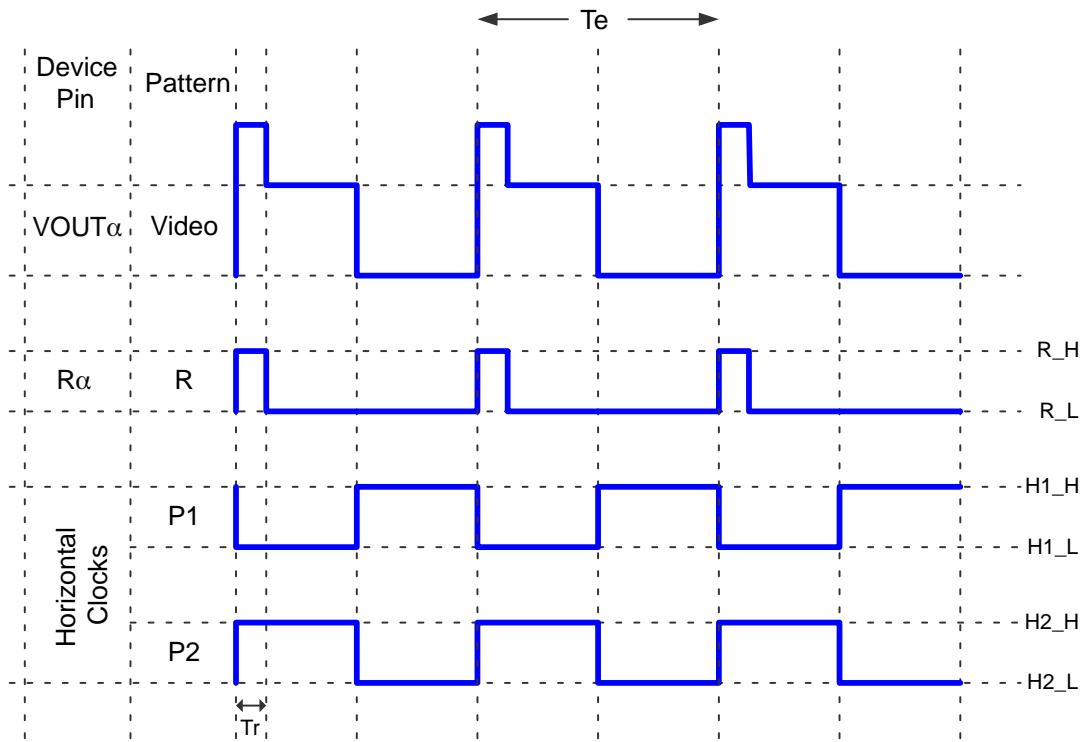 Te
Device
Pin
Pattern
VOUTα
Video
R_H
Rα
R
R_L
H1_H
P1
H1_L
Horizontal
Clocks
H2_H
P2
H2_L
Tr